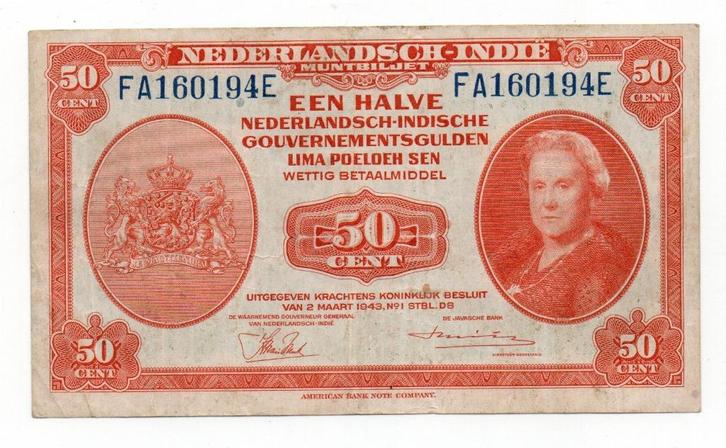 NEDERLANDSCH-INDIË
MUNTBILJET
50 CENT
50 CENT
FA160194E
FA160194E
EEN HALVE
NEDERLANDSCH-INDISCHE
GOUVERNEMENTSGULDEN
LIMA POELOEH SEN
WETTIG BETAALMIDDEL
50
CENT
UITGEGEVEN KRACHTENS KONINKLIJK BESLUIT
VAN 2 MAART 1943, No1 STBL. D8
DE WAARNEMEND GOUVERNEUR GENERAAL
VAN NEDERLANDSCH-INDIË
DE JAVASCHE BANK
50 CENT
50 CENT
AMERICAN BANK NOTE COMPANY.